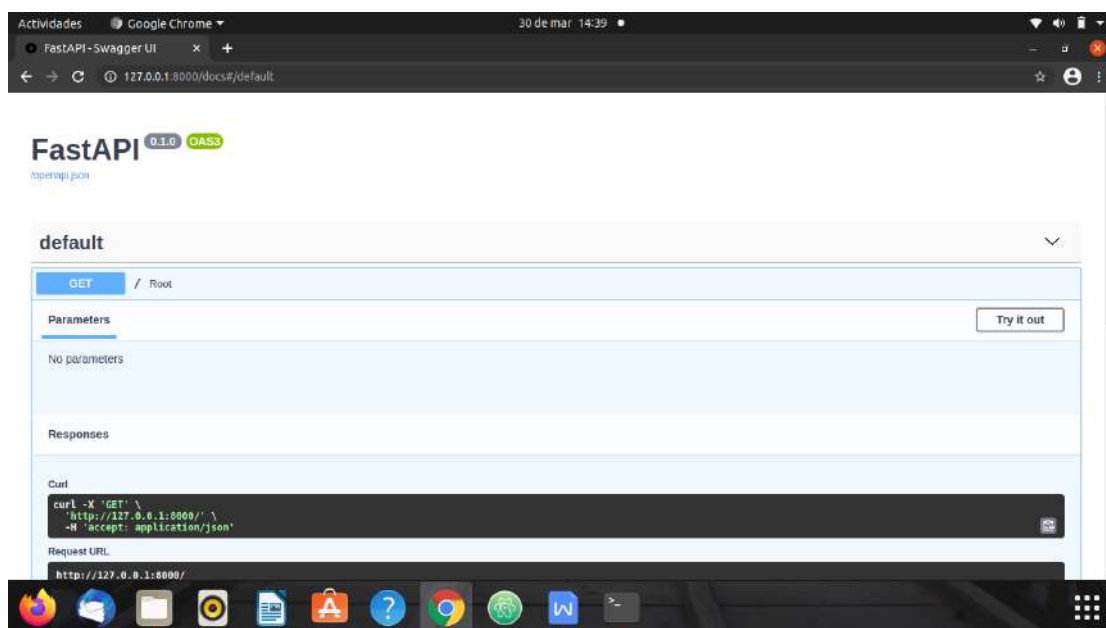 Actividades Google Chrome 30 de mar 14:39
FastAPI - Swagger UI
127.0.0.1:8000/docs#/default
FastAPI 0.1.0 OAS3
/openapi.json
default
GET / Root
Parameters Try it out
No parameters
Responses
Curl
curl -X 'GET' \
'http://127.0.0.1:8000/' \
-H 'accept: application/json'
Request URL
http://127.0.0.1:8000/